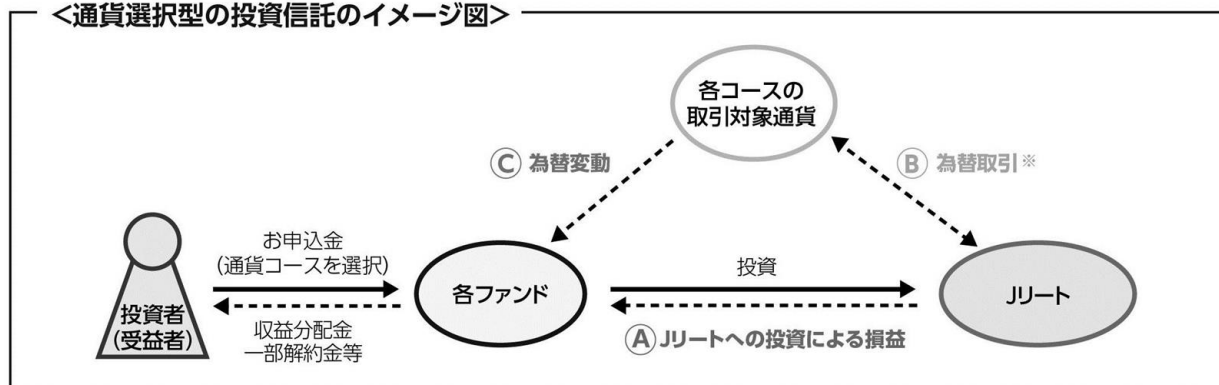 <通貨選択型の投資信託のイメージ図>
各コースの
取引対象通貨
Ⓒ 為替変動
Ⓑ 為替取引※
お申込金
(通貨コースを選択)
投資者
(受益者)
収益分配金
一部解約金等
各ファンド
投資
Ⓐ Jリートへの投資による損益
Jリート